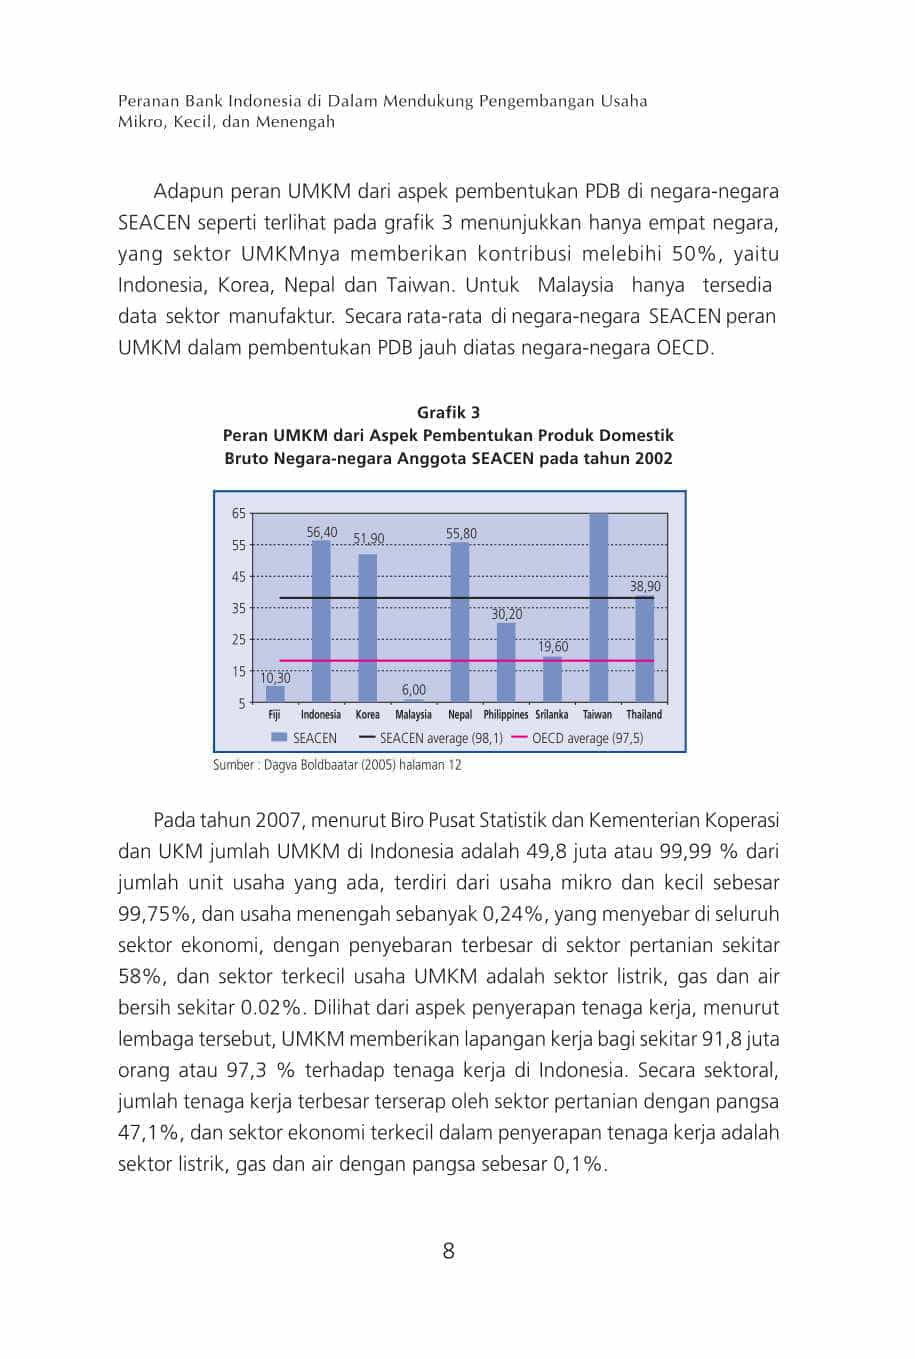 Peranan Bank Indonesia di Dalam Mendukung Pengembangan Usaha
Mikro, Kecil, dan Menengah
Adapun peran UMKM dari aspek pembentukan PDB di negara-negara
SEACEN seperti terlihat pada grafik 3 menunjukkan hanya empat negara,
yang sektor UMKMnya memberikan kontribusi melebihi 50%, yaitu
Indonesia, Korea, Nepal dan Taiwan. Untuk Malaysia hanya tersedia
data sektor manufaktur. Secara rata-rata di negara-negara SEACEN peran
UMKM dalam pembentukan PDB jauh diatas negara-negara OECD.
Grafik 3
Peran UMKM dari Aspek Pembentukan Produk Domestik
Bruto Negara-negara Anggota SEACEN pada tahun 2002
65
56,40 51,90 55,80
55
45
38,90
35
30,20
25
19,60
15
10,30
6,00
5
Fiji Indonesia Korea Malaysia Nepal Philippines Srilanka Taiwan Thailand
SEACEN SEACEN average (98,1) OECD average (97,5)
Sumber : Dagva Boldbaatar (2005) halaman 12
Pada tahun 2007, menurut Biro Pusat Statistik dan Kementerian Koperasi
dan UKM jumlah UMKM di Indonesia adalah 49,8 juta atau 99,99 % dari
jumlah unit usaha yang ada, terdiri dari usaha mikro dan kecil sebesar
99,75%, dan usaha menengah sebanyak 0,24%, yang menyebar di seluruh
sektor ekonomi, dengan penyebaran terbesar di sektor pertanian sekitar
58%, dan sektor terkecil usaha UMKM adalah sektor listrik, gas dan air
bersih sekitar 0.02%. Dilihat dari aspek penyerapan tenaga kerja, menurut
lembaga tersebut, UMKM memberikan lapangan kerja bagi sekitar 91,8 juta
orang atau 97,3 % terhadap tenaga kerja di Indonesia. Secara sektoral,
jumlah tenaga kerja terbesar terserap oleh sektor pertanian dengan pangsa
47,1%, dan sektor ekonomi terkecil dalam penyerapan tenaga kerja adalah
sektor listrik, gas dan air dengan pangsa sebesar 0,1%.
8